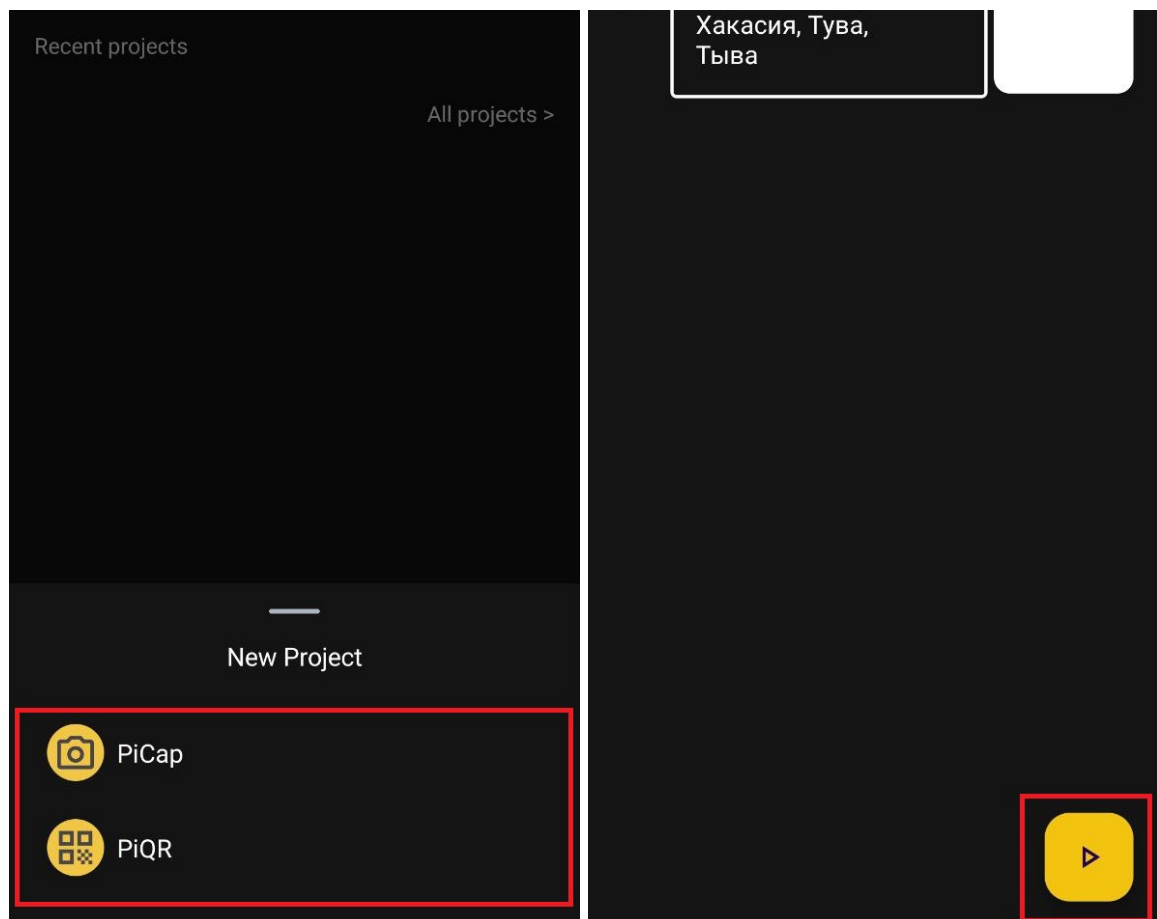 Recent projects
All projects >
New Project
PiCap
PiQR
Хакасия, Тува,
Тыва